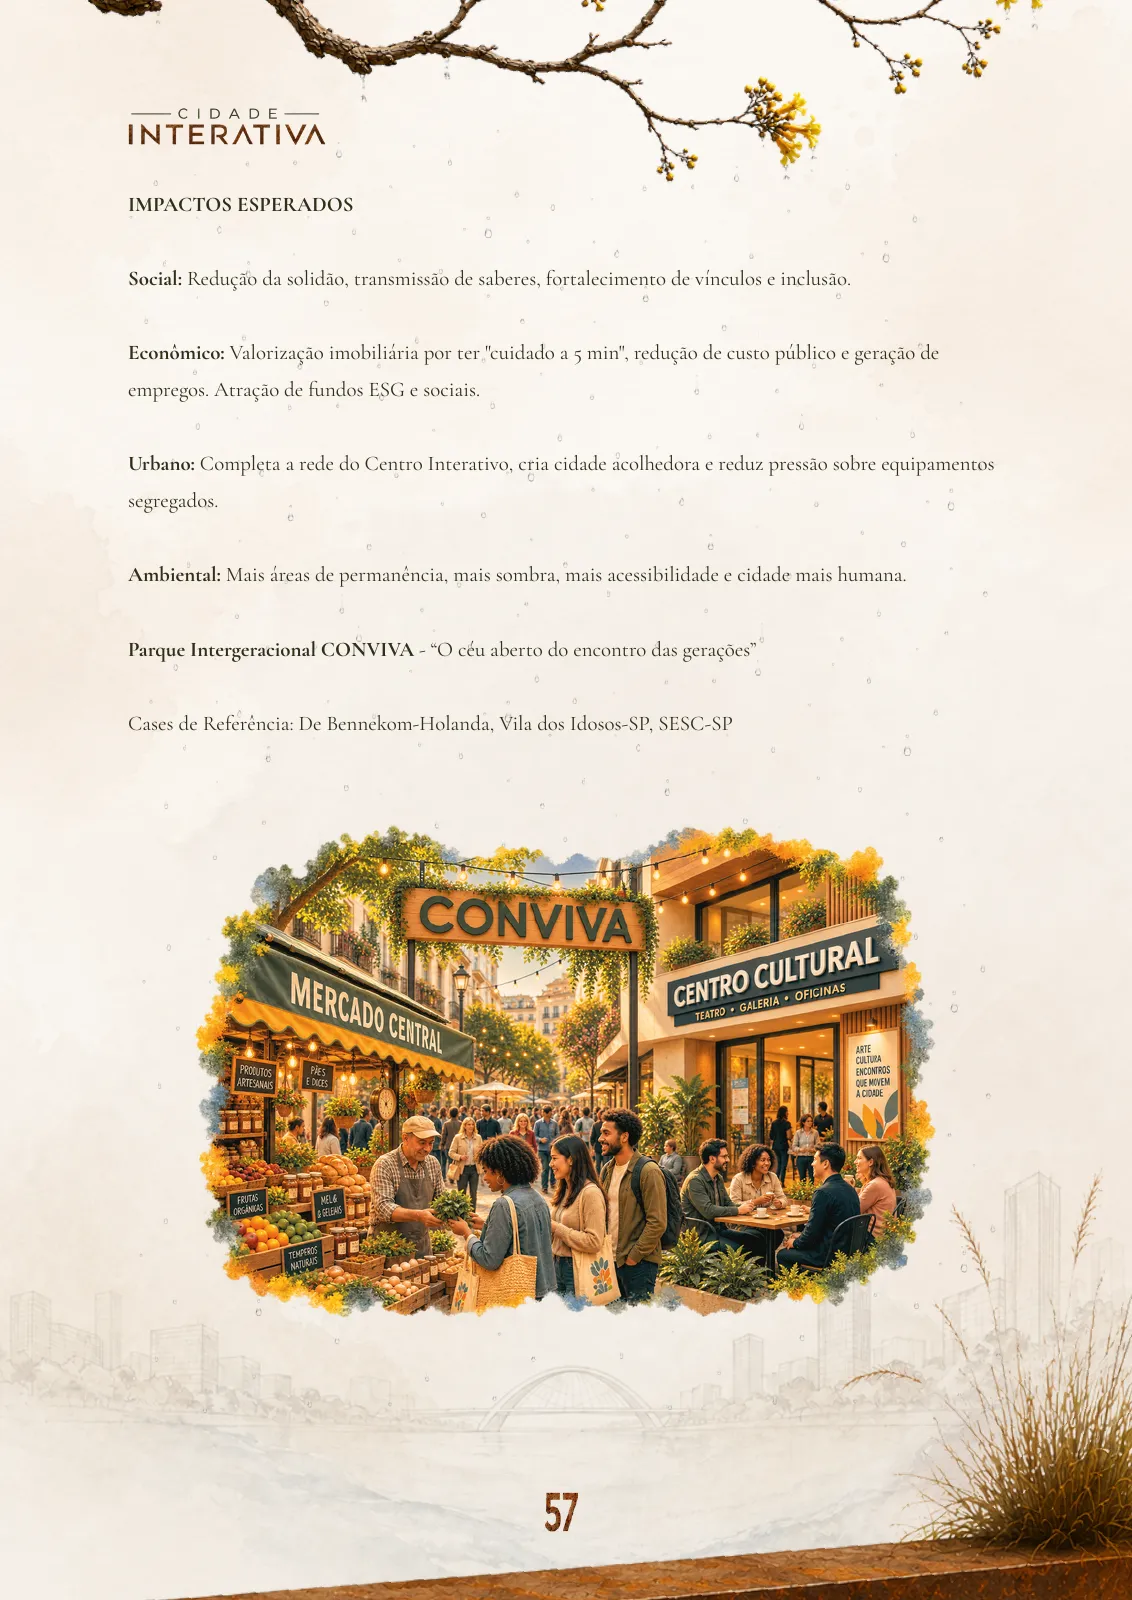 CIDADE
INTERATIVA
IMPACTOS ESPERADOS
Social: Redução da solidão, transmissão de saberes, fortalecimento de vínculos e inclusão.
Econômico: Valorização imobiliária por ter "cuidado a 5 min", redução de custo público e geração de
empregos. Atração de fundos ESG e sociais.
Urbano: Completa a rede do Centro Interativo, cria cidade acolhedora e reduz pressão sobre equipamentos
segregados.
Ambiental: Mais áreas de permanência, mais sombra, mais acessibilidade e cidade mais humana.
Parque Intergeracional CONVIVA - “O céu aberto do encontro das gerações”
Cases de Referência: De Bennekom-Holanda, Vila dos Idosos-SP, SESC-SP
CONVIVA
MERCADO CENTRAL
CENTRO CULTURAL
TEATRO • GALERIA • OFICINAS
PRODUTOS
ARTESANAIS
PÃES
E DOCES
ARTE
CULTURA
ENCONTROS
QUE MOVEM
A CIDADE
FRUTAS
ORGÂNICAS
MEL &
& GELEIAS
TEMPEROS
NATURAIS
57